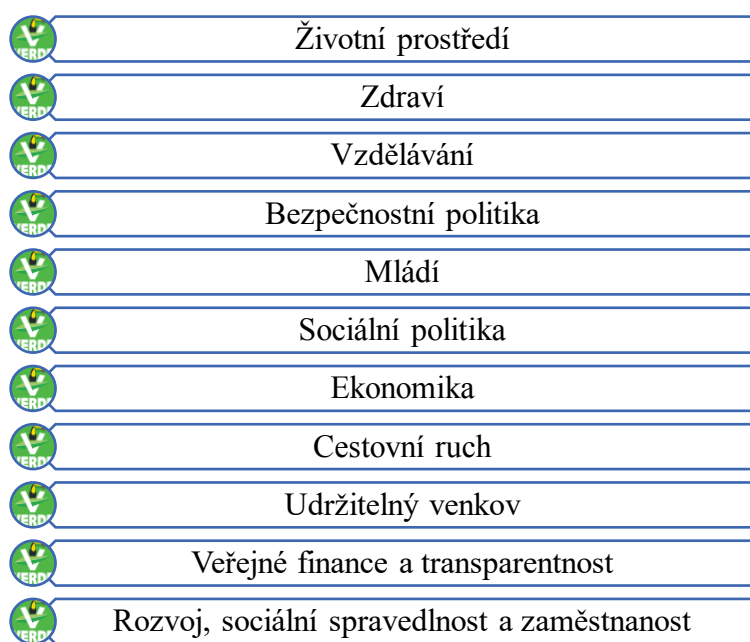 Životní prostředí
Zdraví
Vzdělávání
Bezpečnostní politika
Mládí
Sociální politika
Ekonomika
Cestovní ruch
Udržitelný venkov
Veřejné finance a transparentnost
Rozvoj, sociální spravedlnost a zaměstnanost